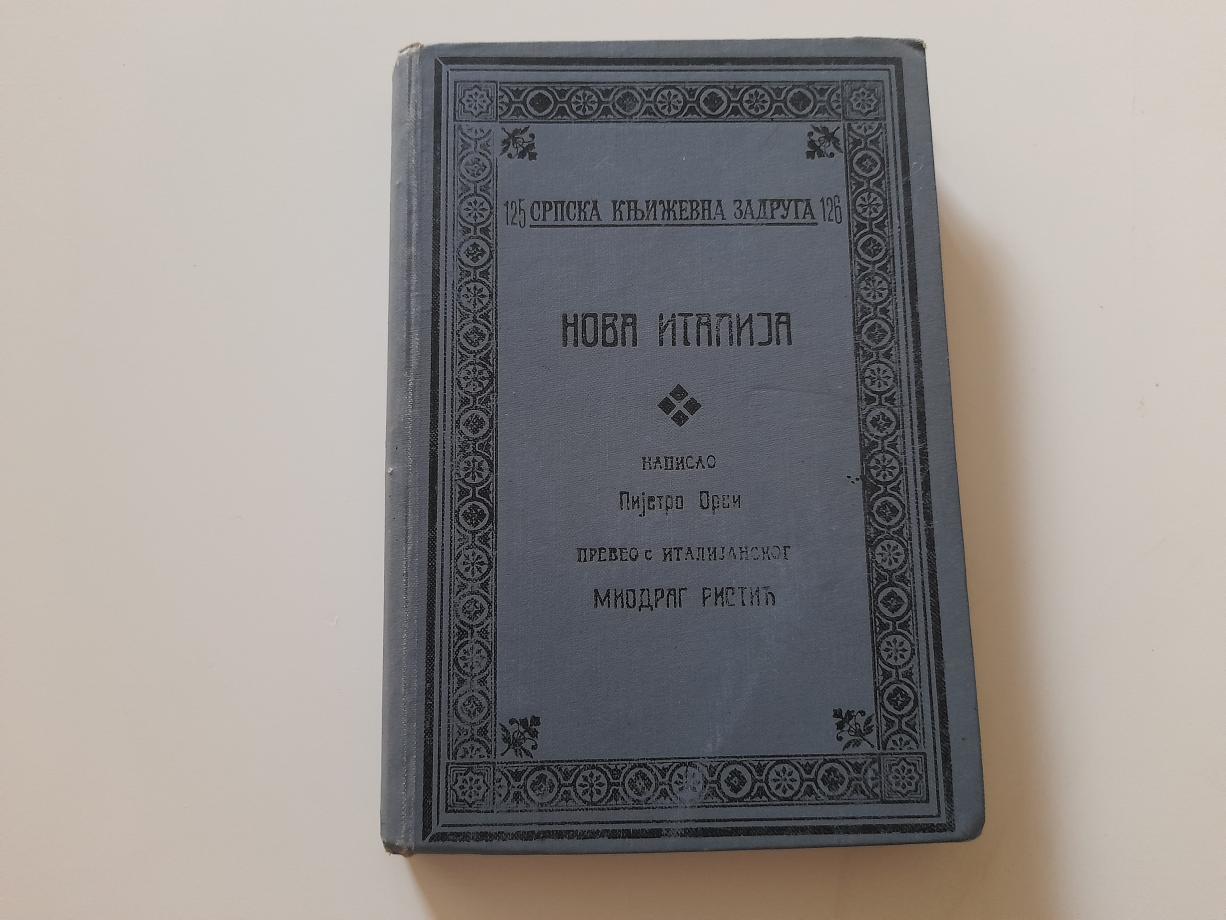 125 СРПСКА КЊИЖЕВНА ЗАДРУГА 126
НОВА ИТАЛИЈА
НАПИСАО
Пијетро Орси
ПРЕВЕО С ИТАЛИЈАНСКОГ
МИОДРАГ РИСТИЋ